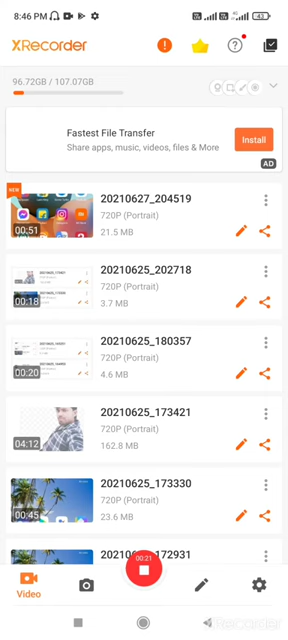 8:46 PM
43
XRecorder
96.72GB / 107.07GB
Fastest File Transfer
Share apps, music, videos, files & More
Install
AD
NEW
20210627_204519
720P (Portrait)
21.5 MB
00:51
20210625_202718
720P (Portrait)
3.7 MB
00:18
20210625_180357
720P (Portrait)
4.6 MB
00:20
20210625_173421
720P (Portrait)
162.8 MB
04:12
20210625_173330
720P (Portrait)
23.6 MB
00:45
20210625_172931
00:21
Video
XRecorder